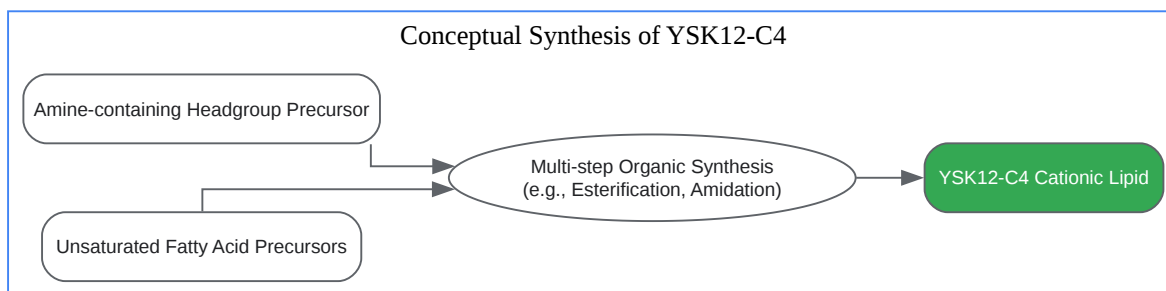 Conceptual Synthesis of YSK12-C4
Amine-containing Headgroup Precursor
Multi-step Organic Synthesis
(e.g., Esterification, Amidation)
YSK12-C4 Cationic Lipid
Unsaturated Fatty Acid Precursors